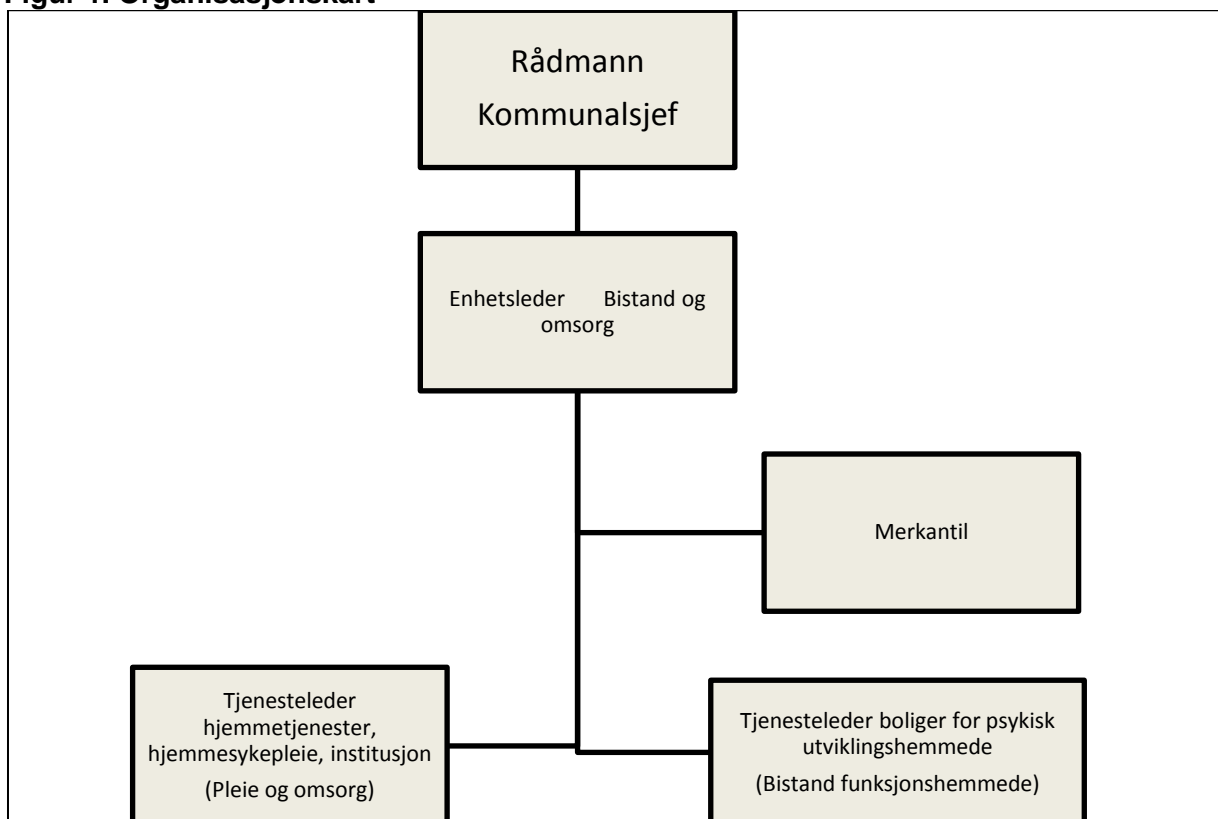 Figur Organisasjonskart
Rådmann
Kommunalsjef
Enhetsleder Bistand og
omsorg
Merkantil
Tjenesteleder
hjemmetjenester,
hjemmesykepleie, institusjon
(Pleie og omsorg)
Tjenesteleder boliger for psykisk
utviklingshemmede
(Bistand funksjonshemmede)